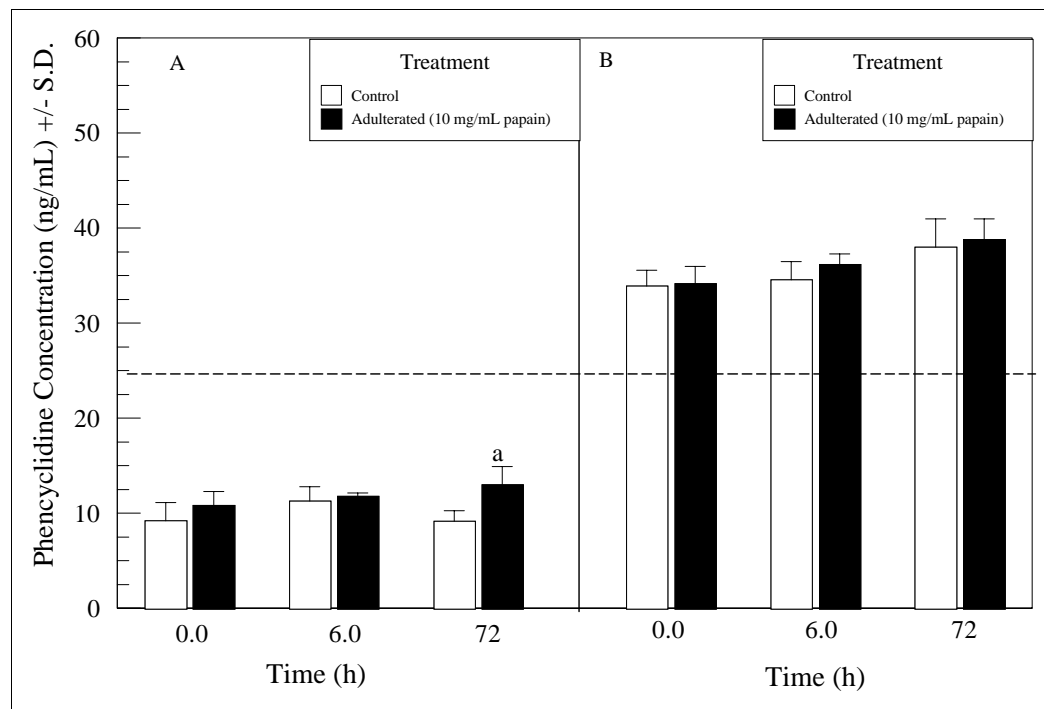 Phencyclidine Concentration (ng/mL) +/- S.D.
60
50
40
30
20
10
0
A
Treatment
Control
Adulterated (10 mg/mL papain)
a
0.0 6.0 72
Time (h)
B
Treatment
Control
Adulterated (10 mg/mL papain)
0.0 6.0 72
Time (h)